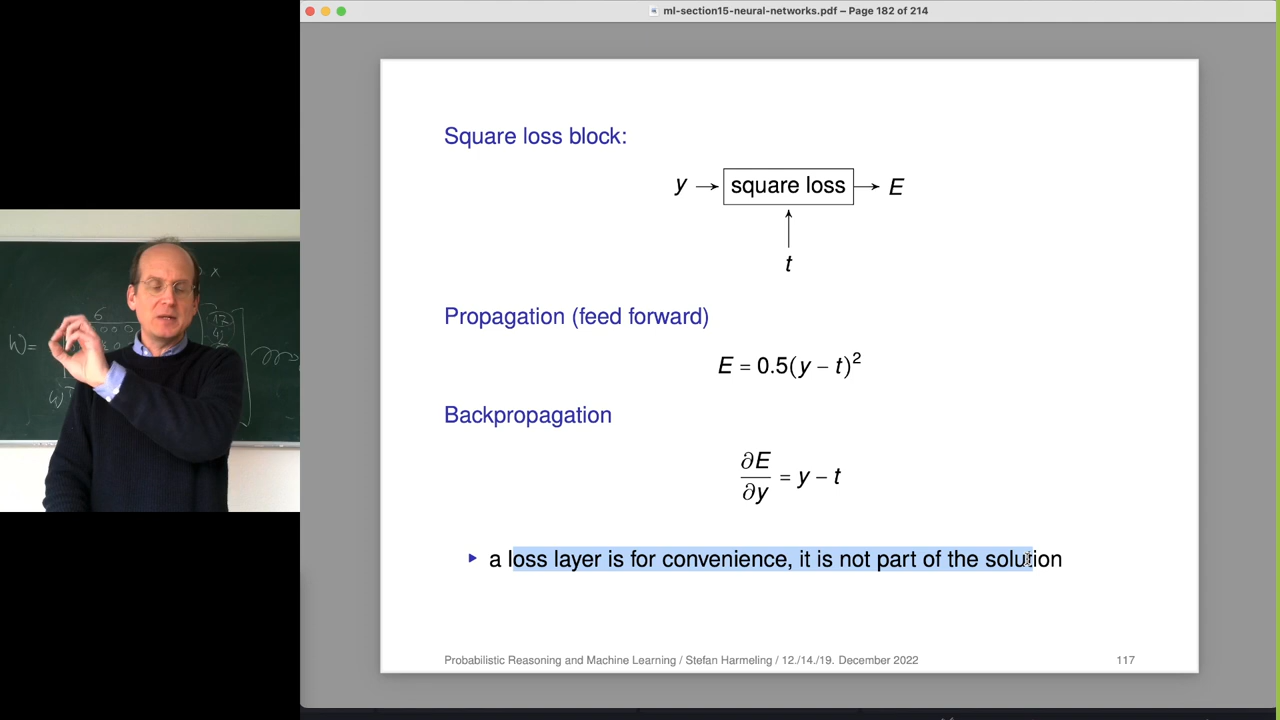 ml-section15-neural-networks.pdf – Page 182 of 214
Square loss block:
y → square loss → E
↑
t
Propagation (feed forward)
E = 0.5(y − t)²
Backpropagation
∂E/∂y = y − t
▸ a loss layer is for convenience, it is not part of the solution
Probabilistic Reasoning and Machine Learning / Stefan Harmeling / 12./14./19. December 2022 117
W=
6
x